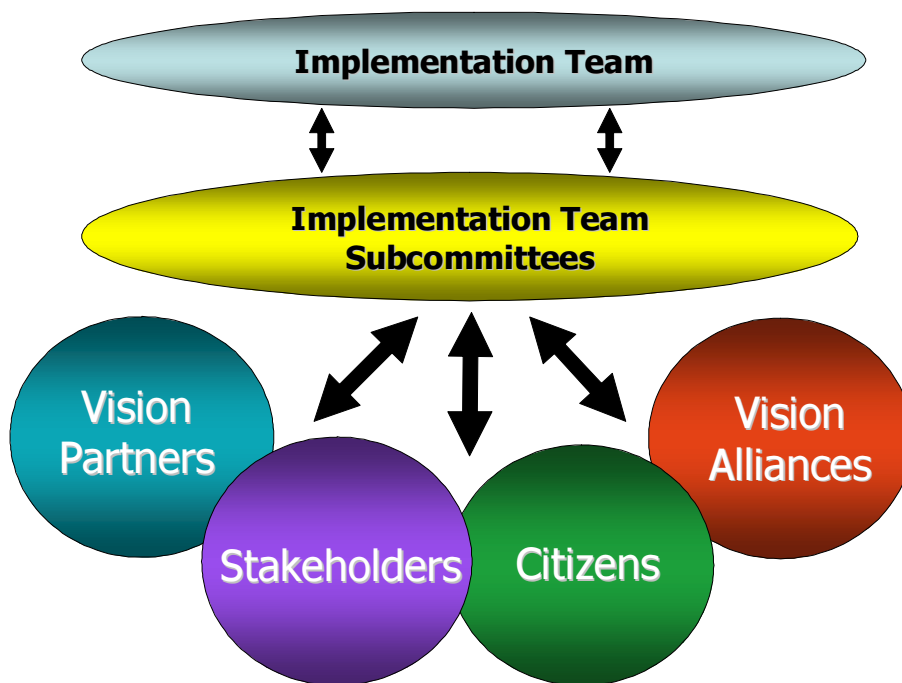 Implementation Team
Implementation Team
Subcommittees
Vision
Partners
Vision
Alliances
Stakeholders
Citizens